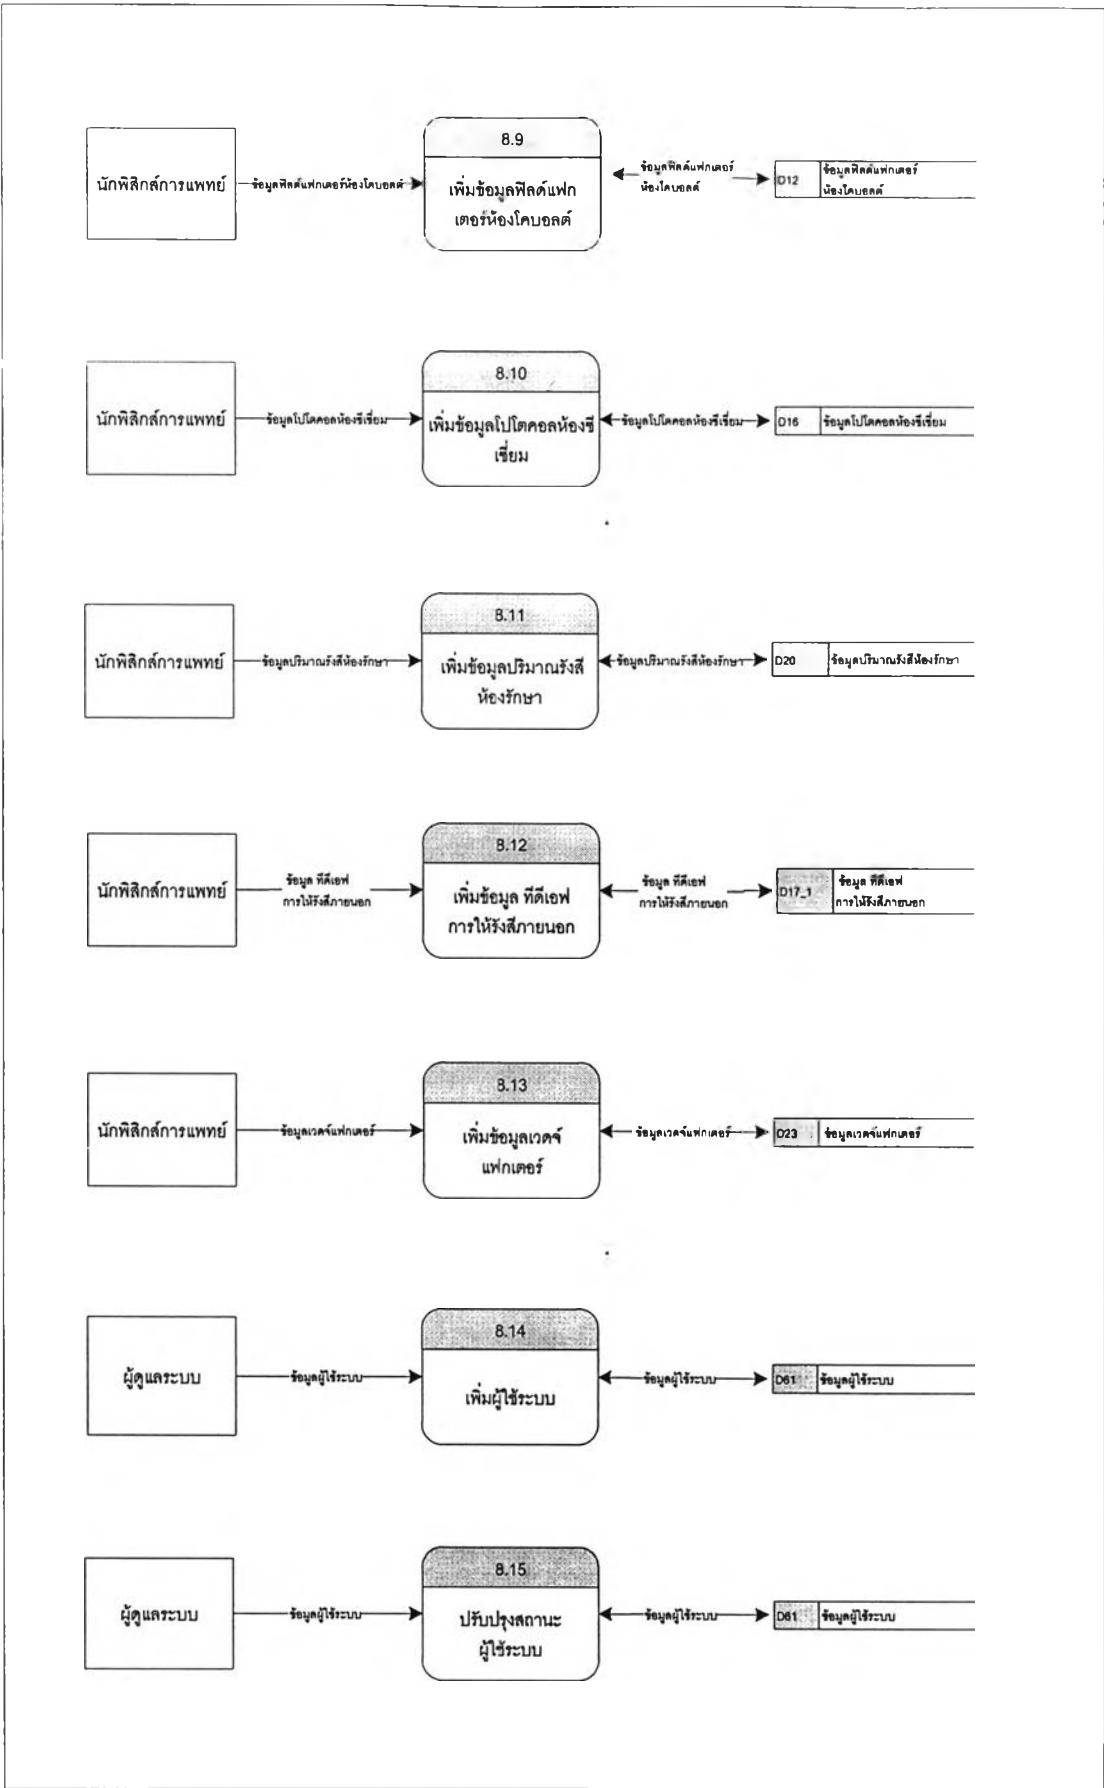 8.9
นักฟิสิกส์การแพทย์
ข้อมูลฟิลด์แฟกเตอร์ห้องโคบอลต์
เพิ่มข้อมูลฟิลด์แฟก
เตอร์ห้องโคบอลต์
ข้อมูลฟิลด์แฟกเตอร์
ห้องโคบอลต์
D12
ข้อมูลฟิลด์แฟกเตอร์
ห้องโคบอลต์
8.10
นักฟิสิกส์การแพทย์
ข้อมูลโปโตคอลห้องซีเซี่ยม
เพิ่มข้อมูลโปโตคอลห้องซี
เซี่ยม
ข้อมูลโปโตคอลห้องซีเซี่ยม
D16
ข้อมูลโปโตคอลห้องซีเซี่ยม
8.11
นักฟิสิกส์การแพทย์
ข้อมูลปริมาณรังสีห้องรักษา
เพิ่มข้อมูลปริมาณรังสี
ห้องรักษา
ข้อมูลปริมาณรังสีห้องรักษา
D20
ข้อมูลปริมาณรังสีห้องรักษา
8.12
นักฟิสิกส์การแพทย์
ข้อมูล ทีดีเอฟ
การให้รังสีภายนอก
เพิ่มข้อมูล ทีดีเอฟ
การให้รังสีภายนอก
ข้อมูล ทีดีเอฟ
การให้รังสีภายนอก
D17_1
ข้อมูล ทีดีเอฟ
การให้รังสีภายนอก
8.13
นักฟิสิกส์การแพทย์
ข้อมูลเวดจ์แฟกเตอร์
เพิ่มข้อมูลเวดจ์
แฟกเตอร์
ข้อมูลเวดจ์แฟกเตอร์
D23
ข้อมูลเวดจ์แฟกเตอร์
8.14
ผู้ดูแลระบบ
ข้อมูลผู้ใช้ระบบ
เพิ่มผู้ใช้ระบบ
ข้อมูลผู้ใช้ระบบ
D61
ข้อมูลผู้ใช้ระบบ
8.15
ผู้ดูแลระบบ
ข้อมูลผู้ใช้ระบบ
ปรับปรุงสถานะ
ผู้ใช้ระบบ
ข้อมูลผู้ใช้ระบบ
D61
ข้อมูลผู้ใช้ระบบ